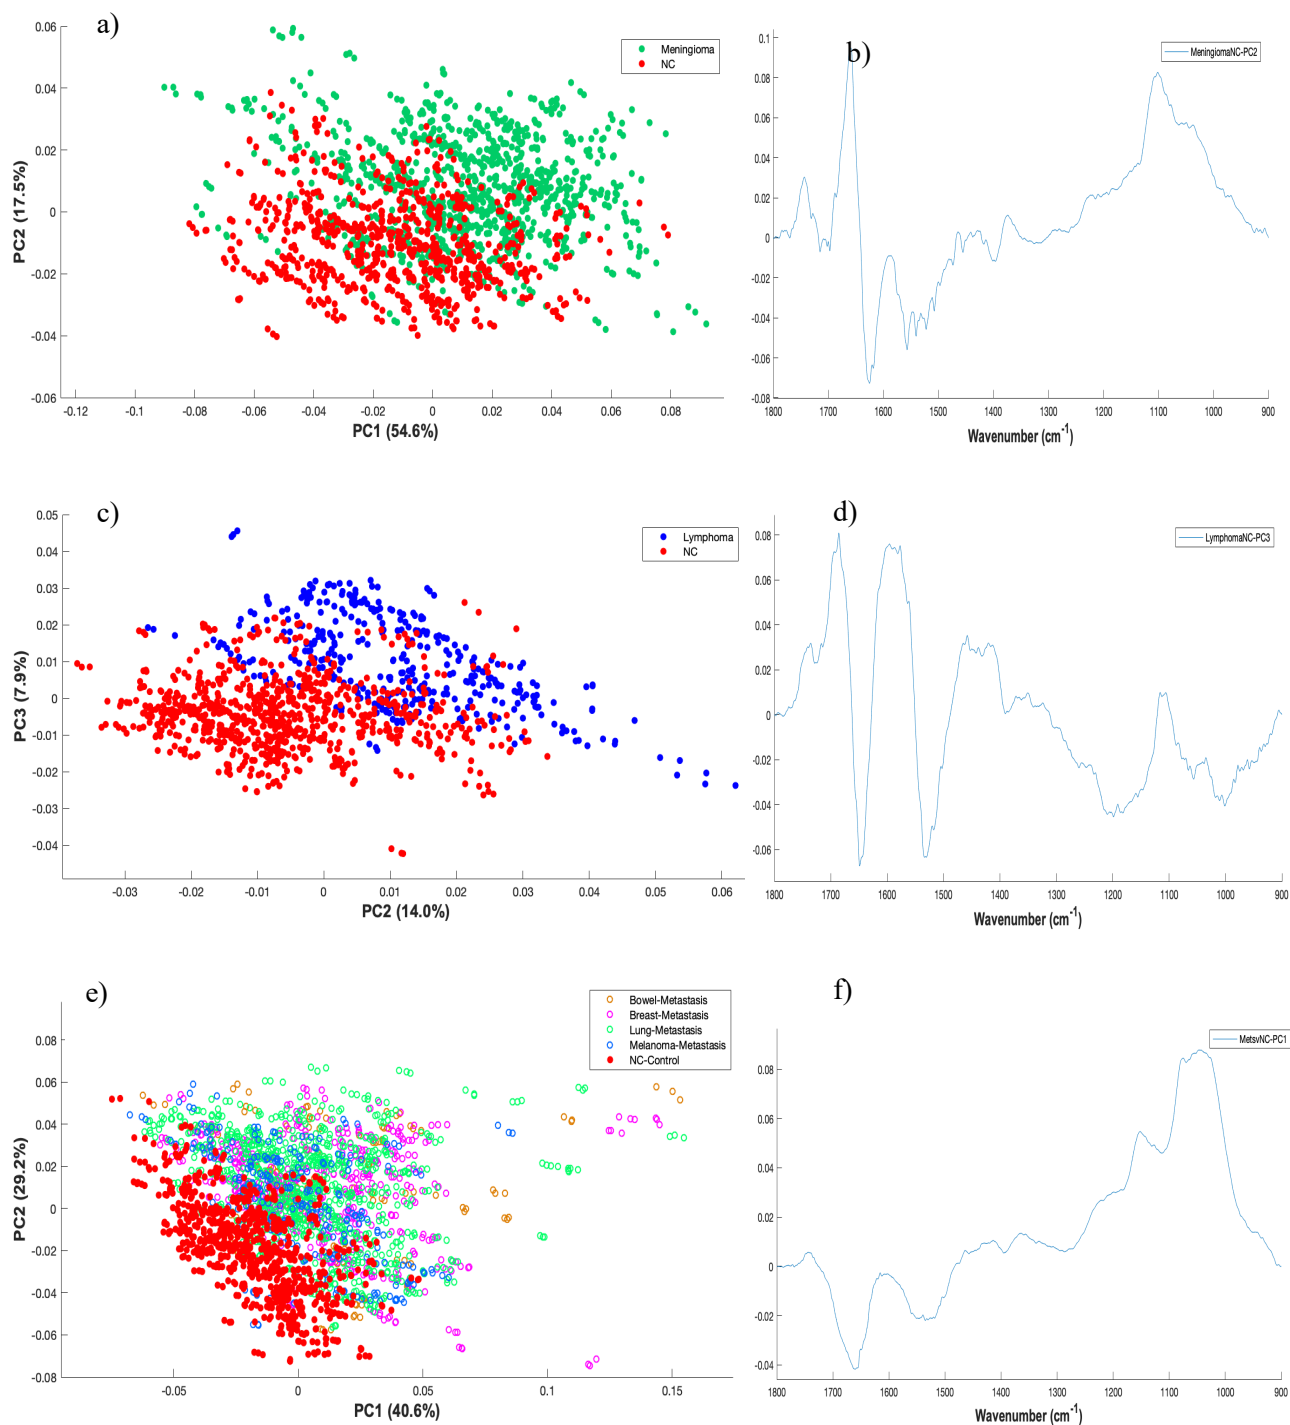 a)
Meningioma
NC
0.06
0.04
0.02
0
-0.02
-0.04
-0.06
PC2 (17.5%)
-0.12 -0.1 -0.08 -0.06 -0.04 -0.02 0 0.02 0.04 0.06 0.08
PC1 (54.6%)
b)
MeningiomaNC-PC2
0.1
0.08
0.06
0.04
0.02
0
-0.02
-0.04
-0.06
-0.08
1800 1700 1600 1500 1400 1300 1200 1100 1000 900
Wavenumber (cm-1)
c)
Lymphoma
NC
0.05
0.04
0.03
0.02
0.01
0
-0.01
-0.02
-0.03
-0.04
PC3 (7.9%)
-0.03 -0.02 -0.01 0 0.01 0.02 0.03 0.04 0.05 0.06
PC2 (14.0%)
d)
LymphomaNC-PC3
0.08
0.06
0.04
0.02
0
-0.02
-0.04
-0.06
1800 1700 1600 1500 1400 1300 1200 1100 1000 900
Wavenumber (cm-1)
e)
Bowel-Metastasis
Breast-Metastasis
Lung-Metastasis
Melanoma-Metastasis
NC-Control
0.08
0.06
0.04
0.02
0
-0.02
-0.04
-0.06
-0.08
PC2 (29.2%)
-0.05 0 0.05 0.1 0.15
PC1 (40.6%)
f)
MetsvNC-PC1
0.08
0.06
0.04
0.02
0
-0.02
-0.04
1800 1700 1600 1500 1400 1300 1200 1100 1000 900
Wavenumber (cm-1)